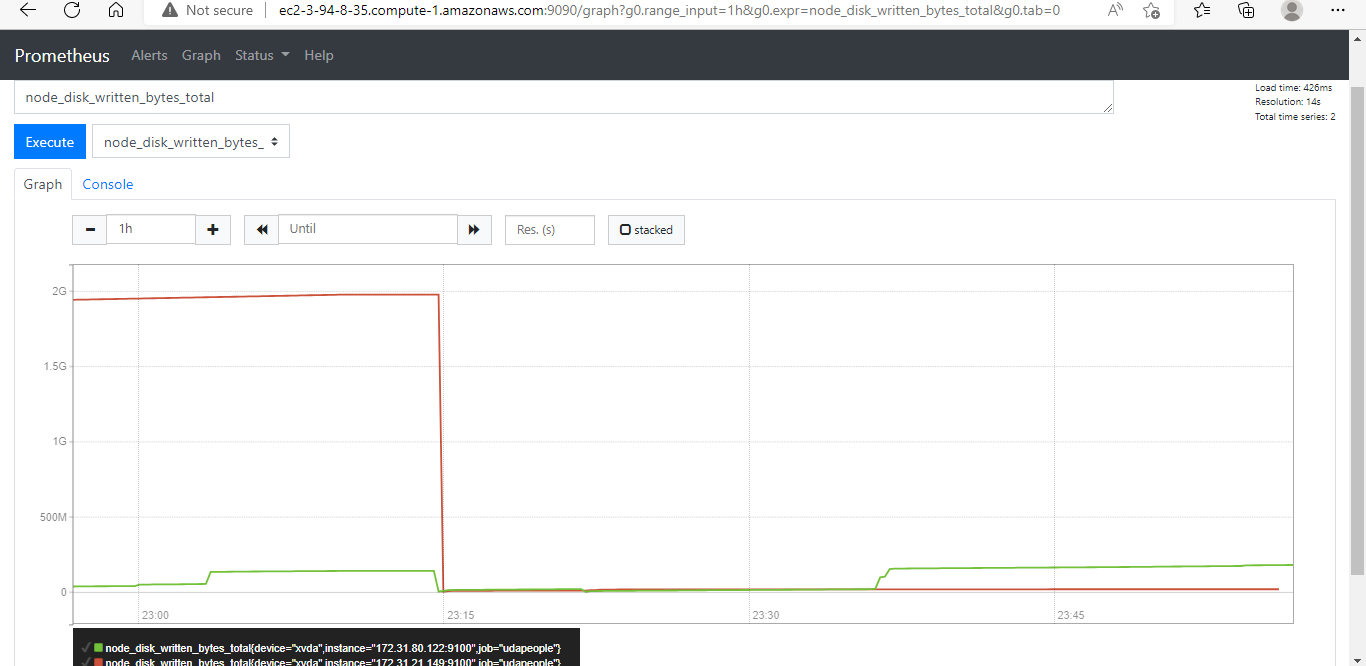 Not secure | ec2-3-94-8-35.compute-1.amazonaws.com:9090/graph?g0.range_input=1h&g0.expr=node_disk_written_bytes_total&g0.tab=0
Prometheus Alerts Graph Status Help
node_disk_written_bytes_total
Load time: 426ms
Resolution: 14s
Total time series: 2
Execute node_disk_written_bytes_
Graph Console
1h Until Res. (s) stacked
2G
1.5G
1G
500M
0
23:00 23:15 23:30 23:45
node_disk_written_bytes_total{device="xvda",instance="172.31.80.122:9100",job="udapeople"}
node_disk_written_bytes_total{device="xvda",instance="172.31.21.149:9100",job="udapeople"}